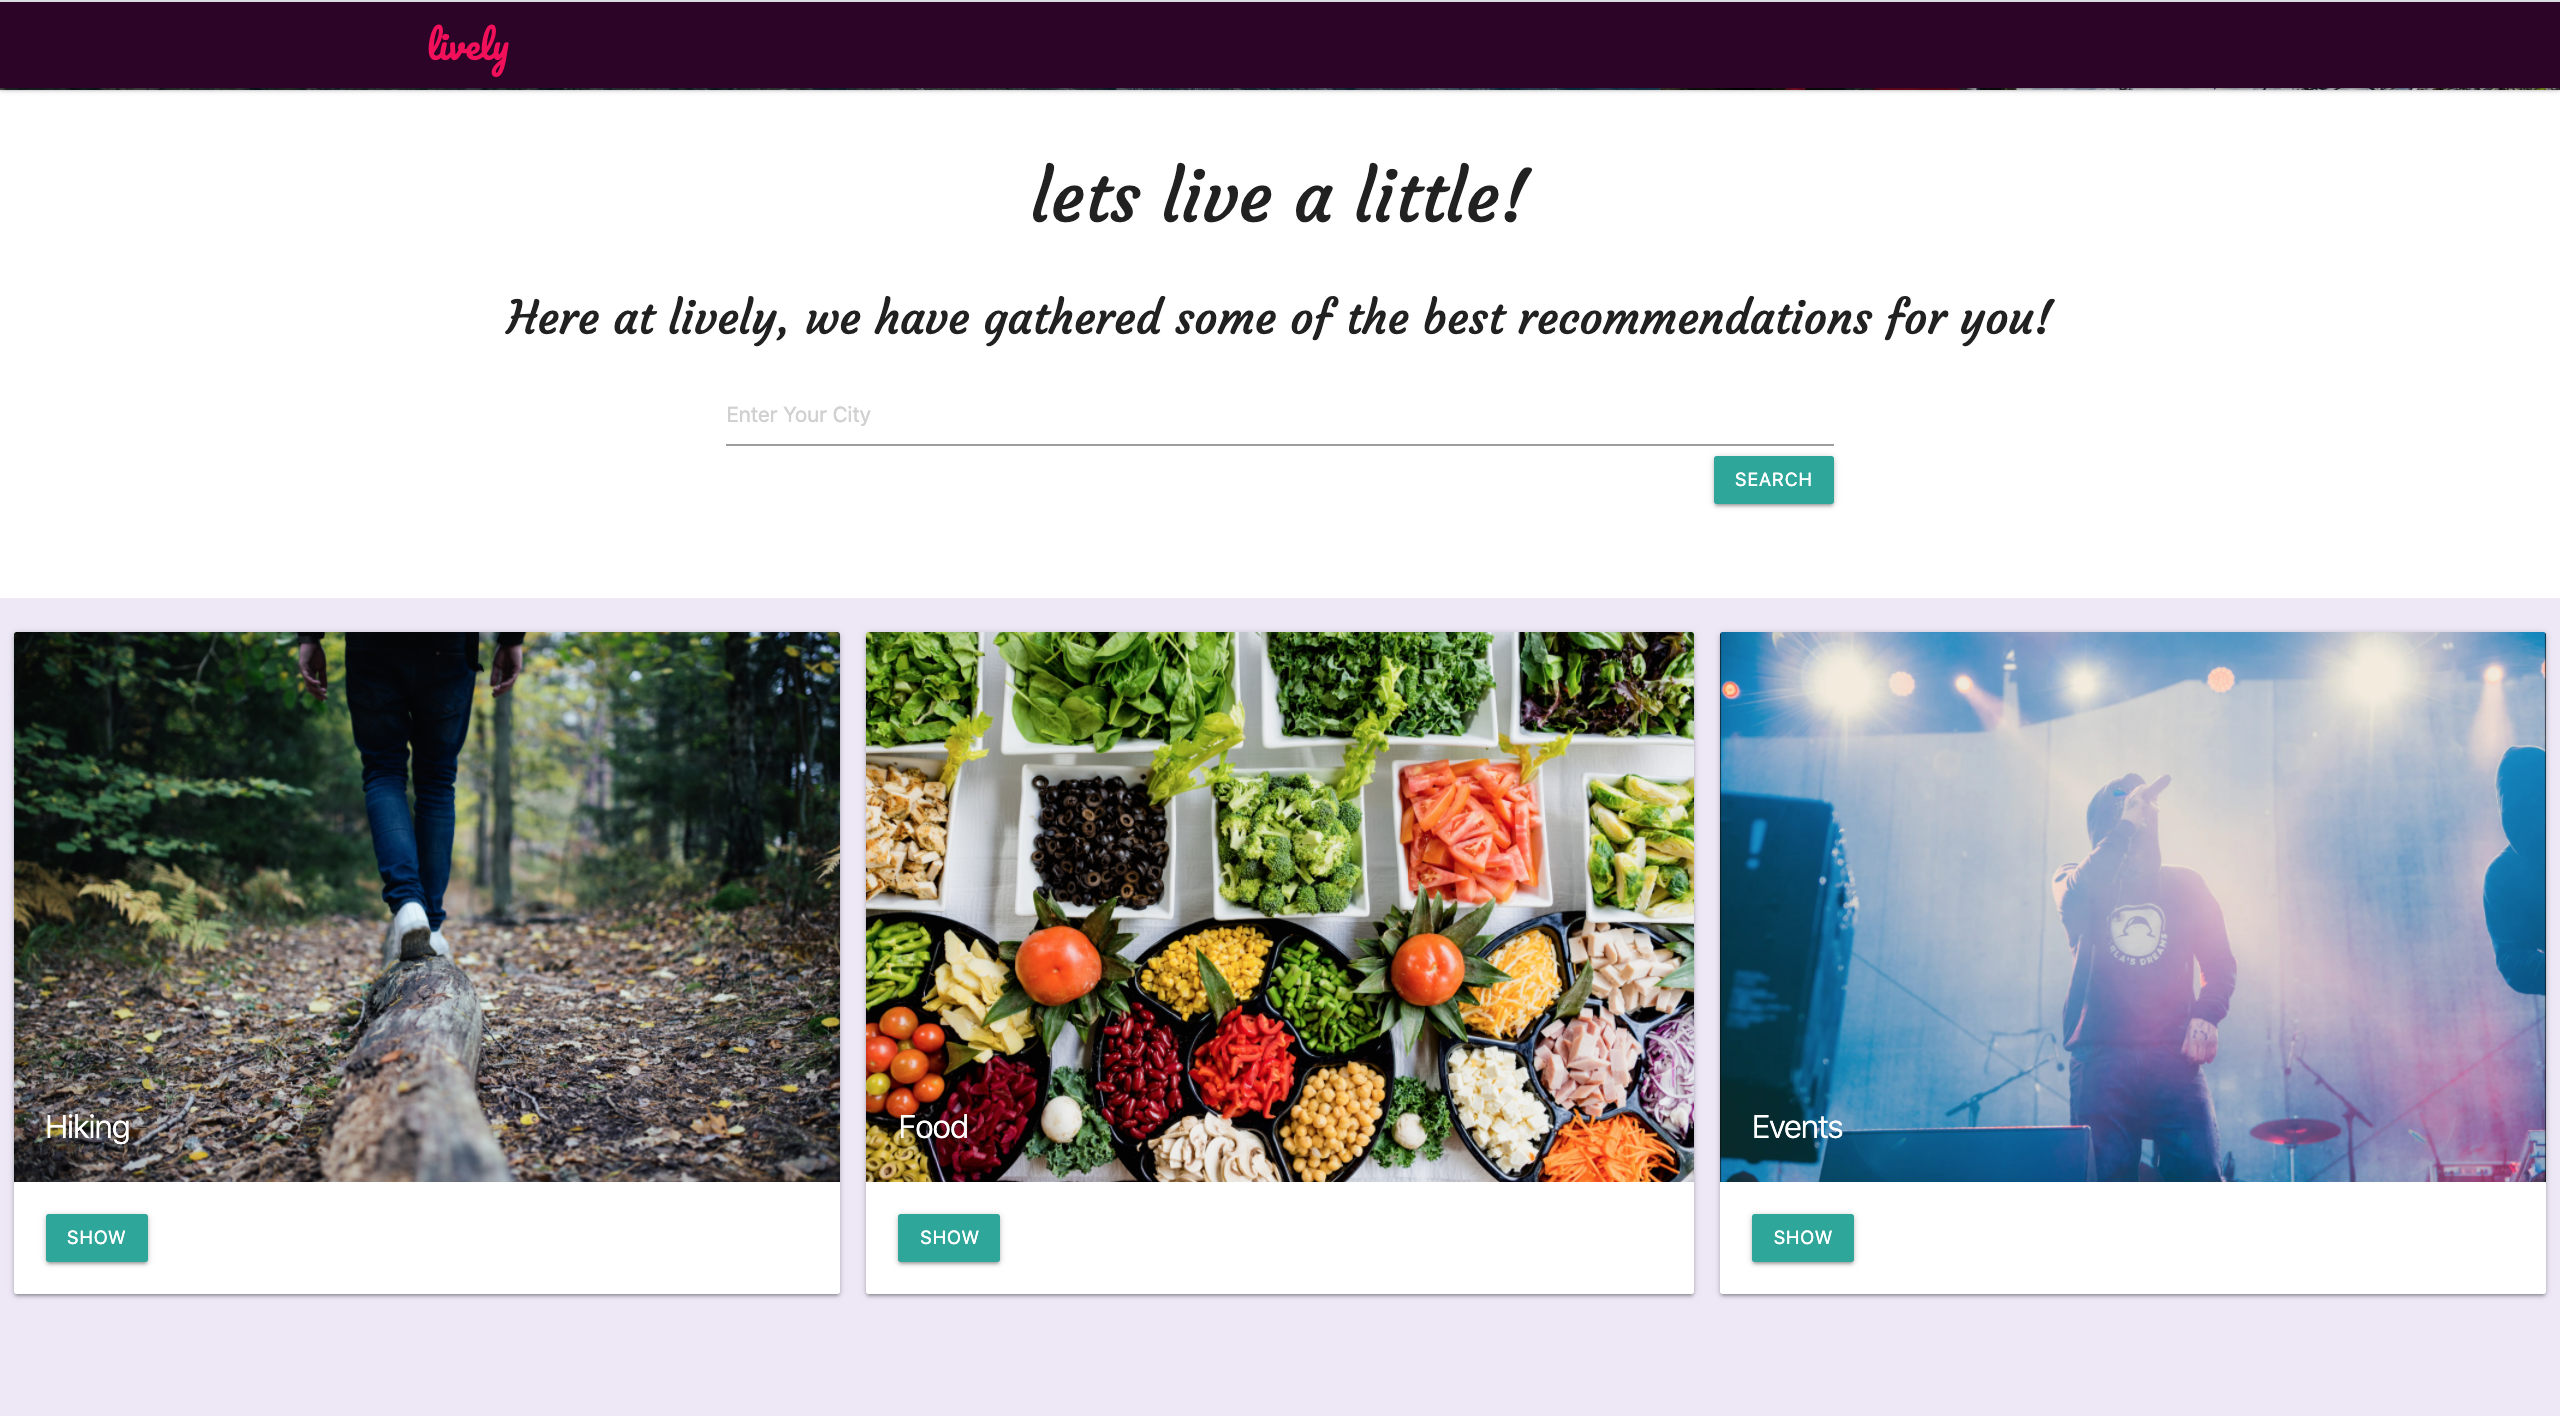 lively
lets live a little!
Here at lively, we have gathered some of the best recommendations for you!
Enter Your City
SEARCH
Hiking
Food
Events
SHOW
SHOW
SHOW